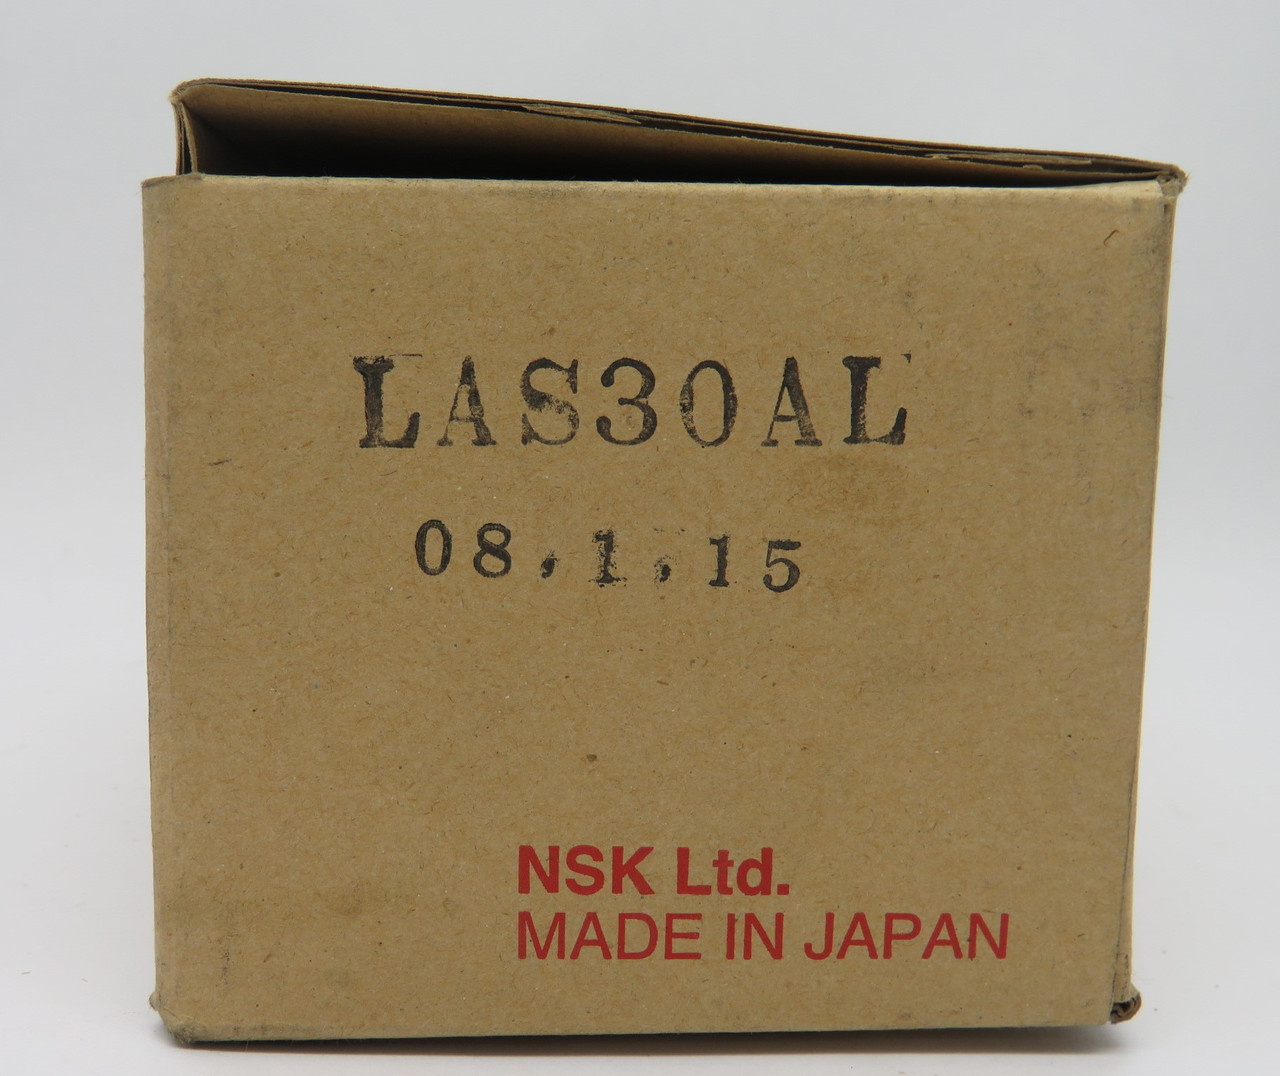 LAS30AL
08,1,15
NSK Ltd.
MADE IN JAPAN